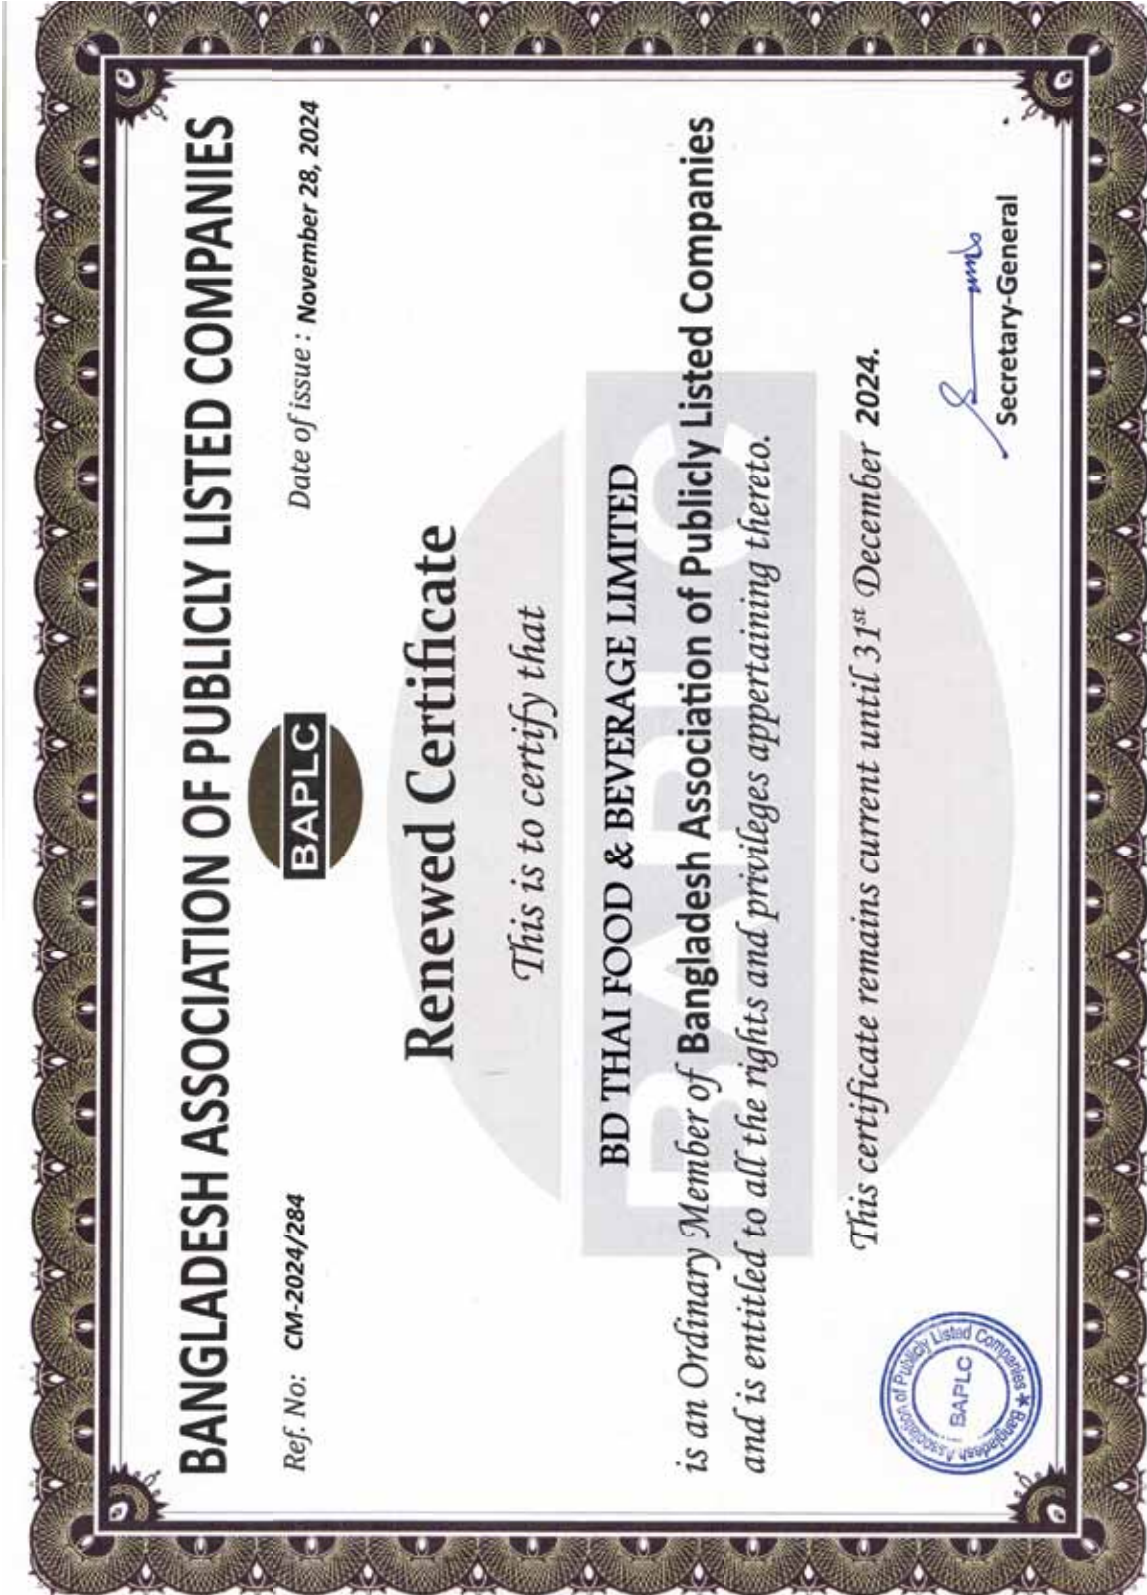 BANGLADESH ASSOCIATION OF PUBLICLY LISTED COMPANIES
Ref. No: CM-2024/284
BAPLC
Date of issue : November 28, 2024
Renewed Certificate
This is to certify that
BD THAI FOOD & BEVERAGE LIMITED
is an Ordinary Member of Bangladesh Association of Publicly Listed Companies
and is entitled to all the rights and privileges appertaining thereto.
This certificate remains current until 31st December 2024.
BAPLC
Bangladesh Association of Publicly Listed Companies ★
BAPLC
Secretary-General